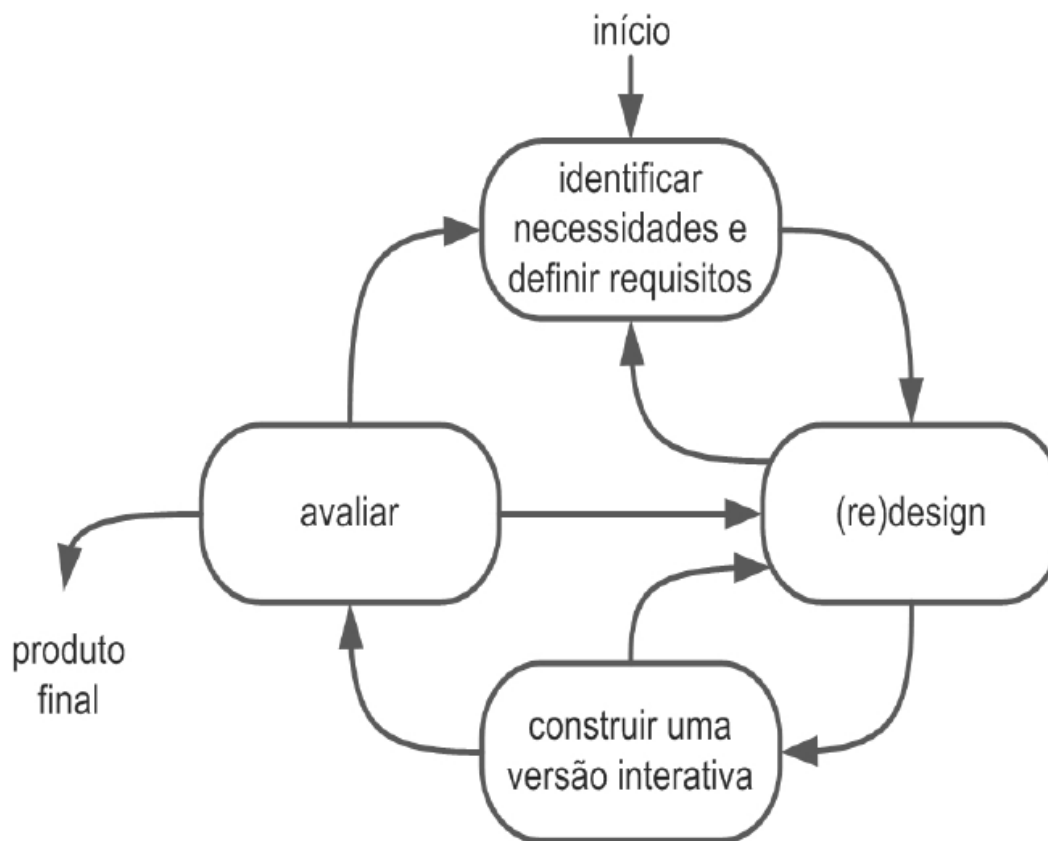 início
identificar
necessidades e
definir requisitos
avaliar
(re)design
produto
final
construir uma
versão interativa